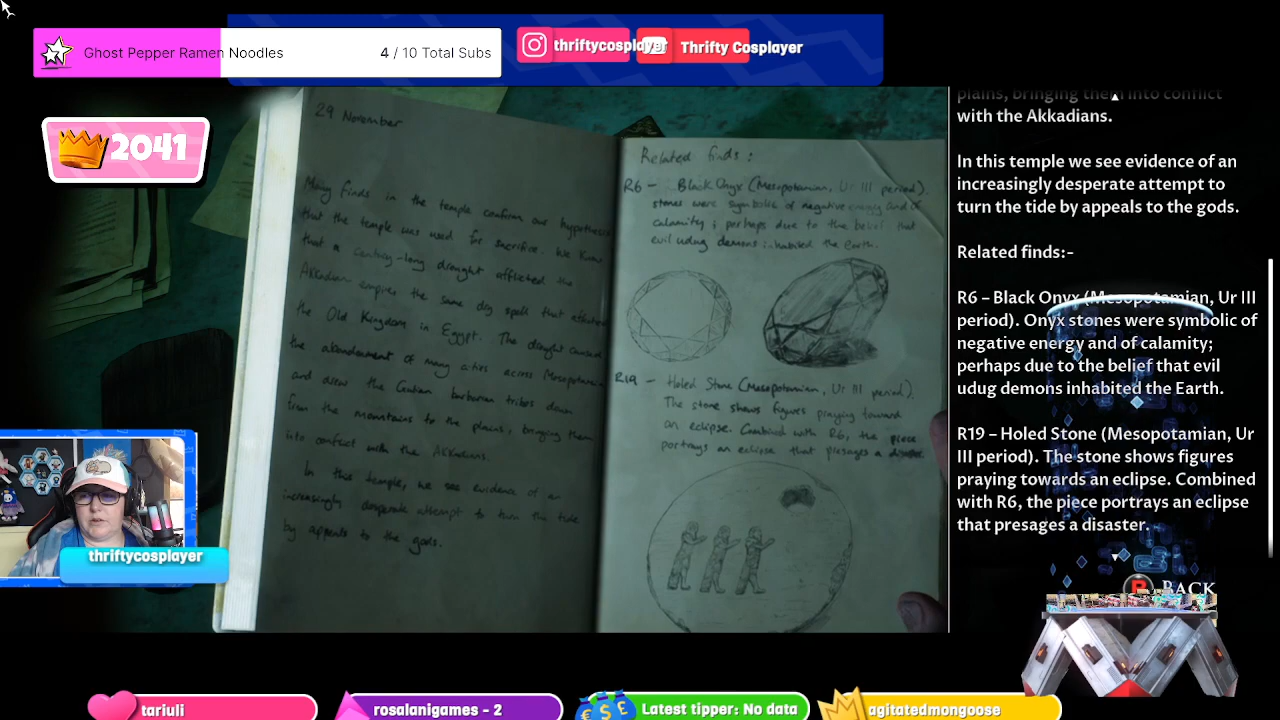 Ghost Pepper Ramen Noodles
4 / 10 Total Subs
thriftycosplayer
Thrifty Cosplayer
2041
29 November
Many finds in the temple confirm our hypothesis
that the temple was used for sacrifice. We know
that a century-long drought afflicted the
Akkadian empire, the same dry spell that
the Old Kingdom in Egypt. The drought caused
the abandonment of many cities across
and drew the Gutian barbarian tribes down
from the mountains to the plains, bringing them
into conflict with the Akkadians.
In this temple, we see evidence of an
increasingly desperate attempt to turn the tide
by appeals to the gods.
Related finds:
R6 – Black Onyx (Mesopotamian, Ur III period).
stones were symbolic of negative energy and of
calamity; perhaps due to the belief that
evil udug demons inhabited the Earth.
R19 – Holed Stone (Mesopotamian, Ur III period).
The stone shows figures praying toward
an eclipse. Combined with R6, the piece
portrays an eclipse that presages a disaster.
plains, bringing them into conflict
with the Akkadians.
In this temple we see evidence of an
increasingly desperate attempt to
turn the tide by appeals to the gods.
Related finds:-
R6 – Black Onyx (Mesopotamian, Ur III
period). Onyx stones were symbolic of
negative energy and of calamity;
perhaps due to the belief that evil
udug demons inhabited the Earth.
R19 – Holed Stone (Mesopotamian, Ur
III period). The stone shows figures
praying towards an eclipse. Combined
with R6, the piece portrays an eclipse
that presages a disaster.
B BACK
thriftycosplayer
tariuli
rosalanigames - 2
Latest tipper: No data
agitatedmongoose